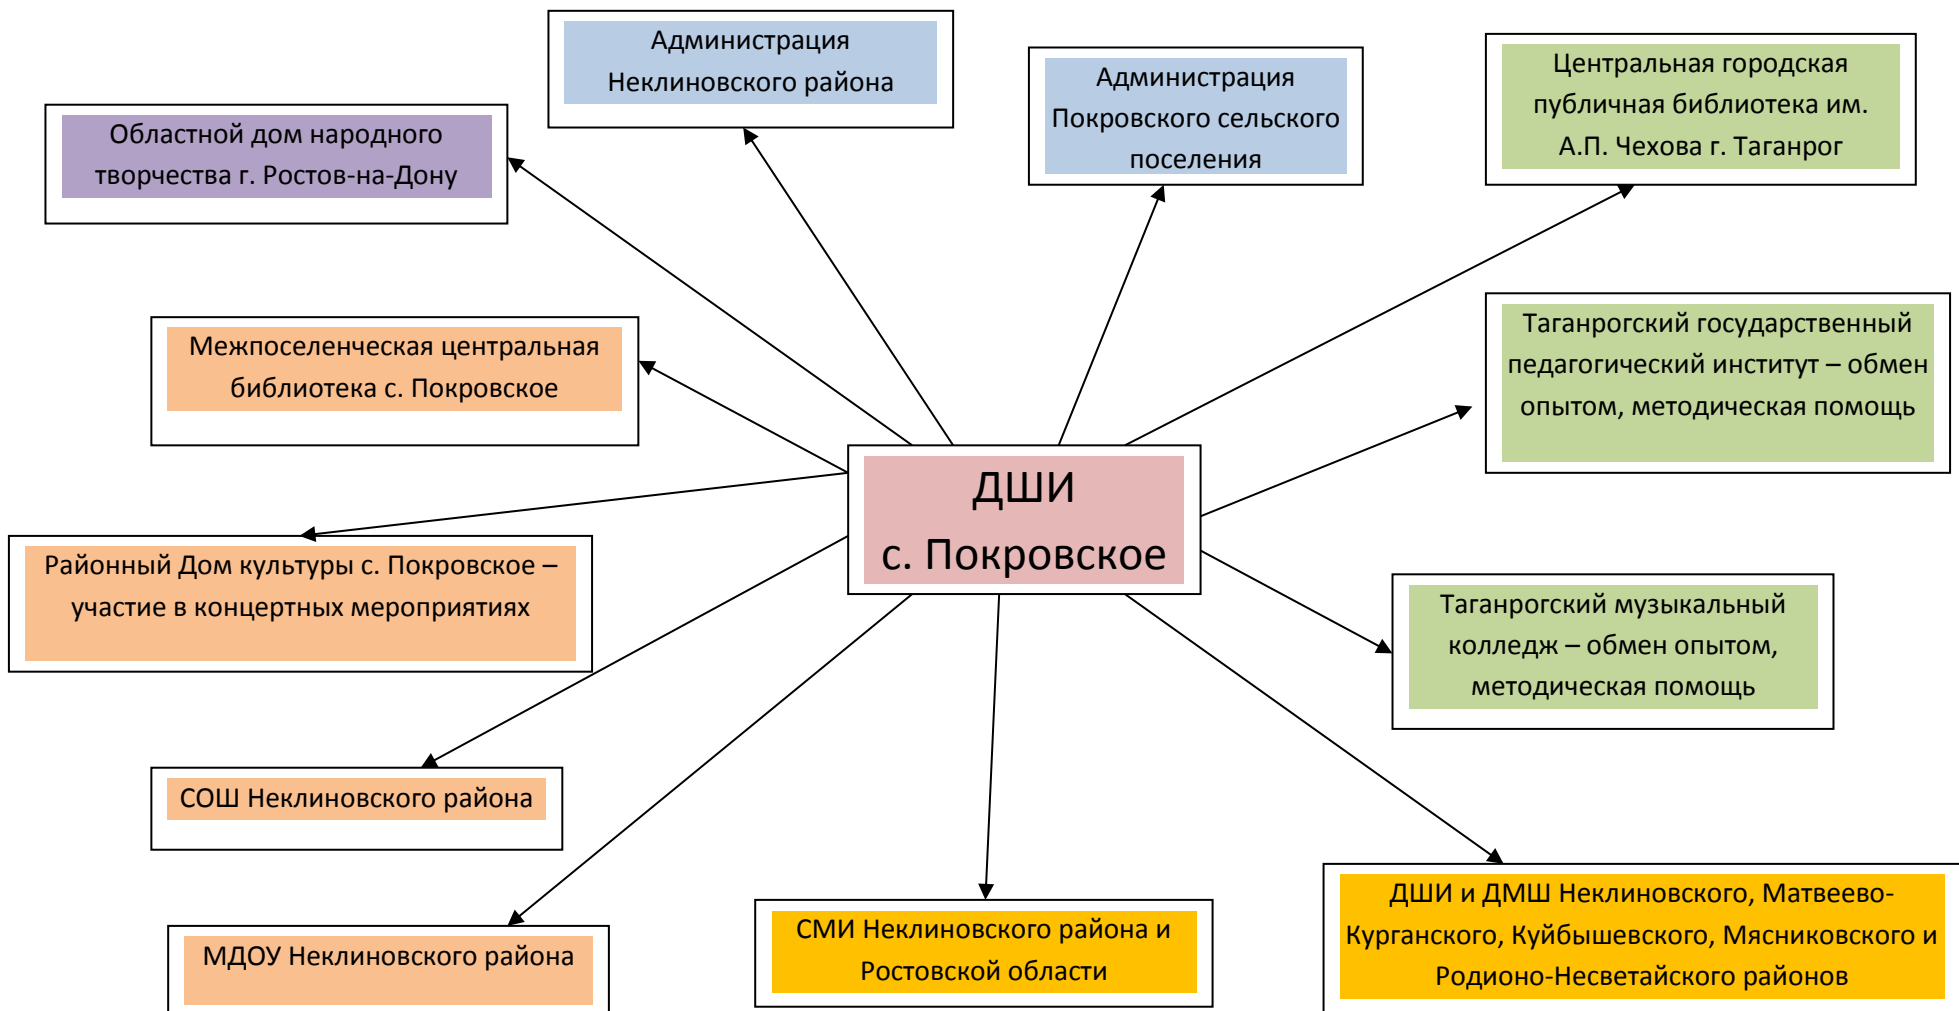 Администрация
Неклиновского района
Администрация
Покровского сельского
поселения
Центральная городская
публичная библиотека им.
А.П. Чехова г. Таганрог
Областной дом народного
творчества г. Ростов-на-Дону
Межпоселенческая центральная
библиотека с. Покровское
Таганрогский государственный
педагогический институт – обмен
опытом, методическая помощь
ДШИ
с. Покровское
Районный Дом культуры с. Покровское –
участие в концертных мероприятиях
Таганрогский музыкальный
колледж – обмен опытом,
методическая помощь
СОШ Неклиновского района
МДОУ Неклиновского района
СМИ Неклиновского района и
Ростовской области
ДШИ и ДМШ Неклиновского, Матвеево-
Курганского, Куйбышевского, Мясниковского и
Родионо-Несветайского районов